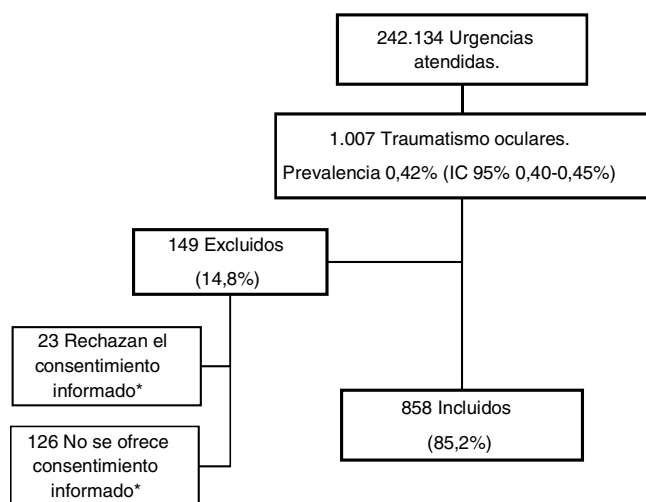 242.134 Urgencias
atendidas.
1.007 Traumatismo oculares.
Prevalencia 0,42% (IC 95% 0,40-0,45%)
149 Excluidos
(14,8%)
23 Rechazan el
consentimiento
informado*
126 No se ofrece
consentimiento
informado*
858 Incluidos
(85,2%)